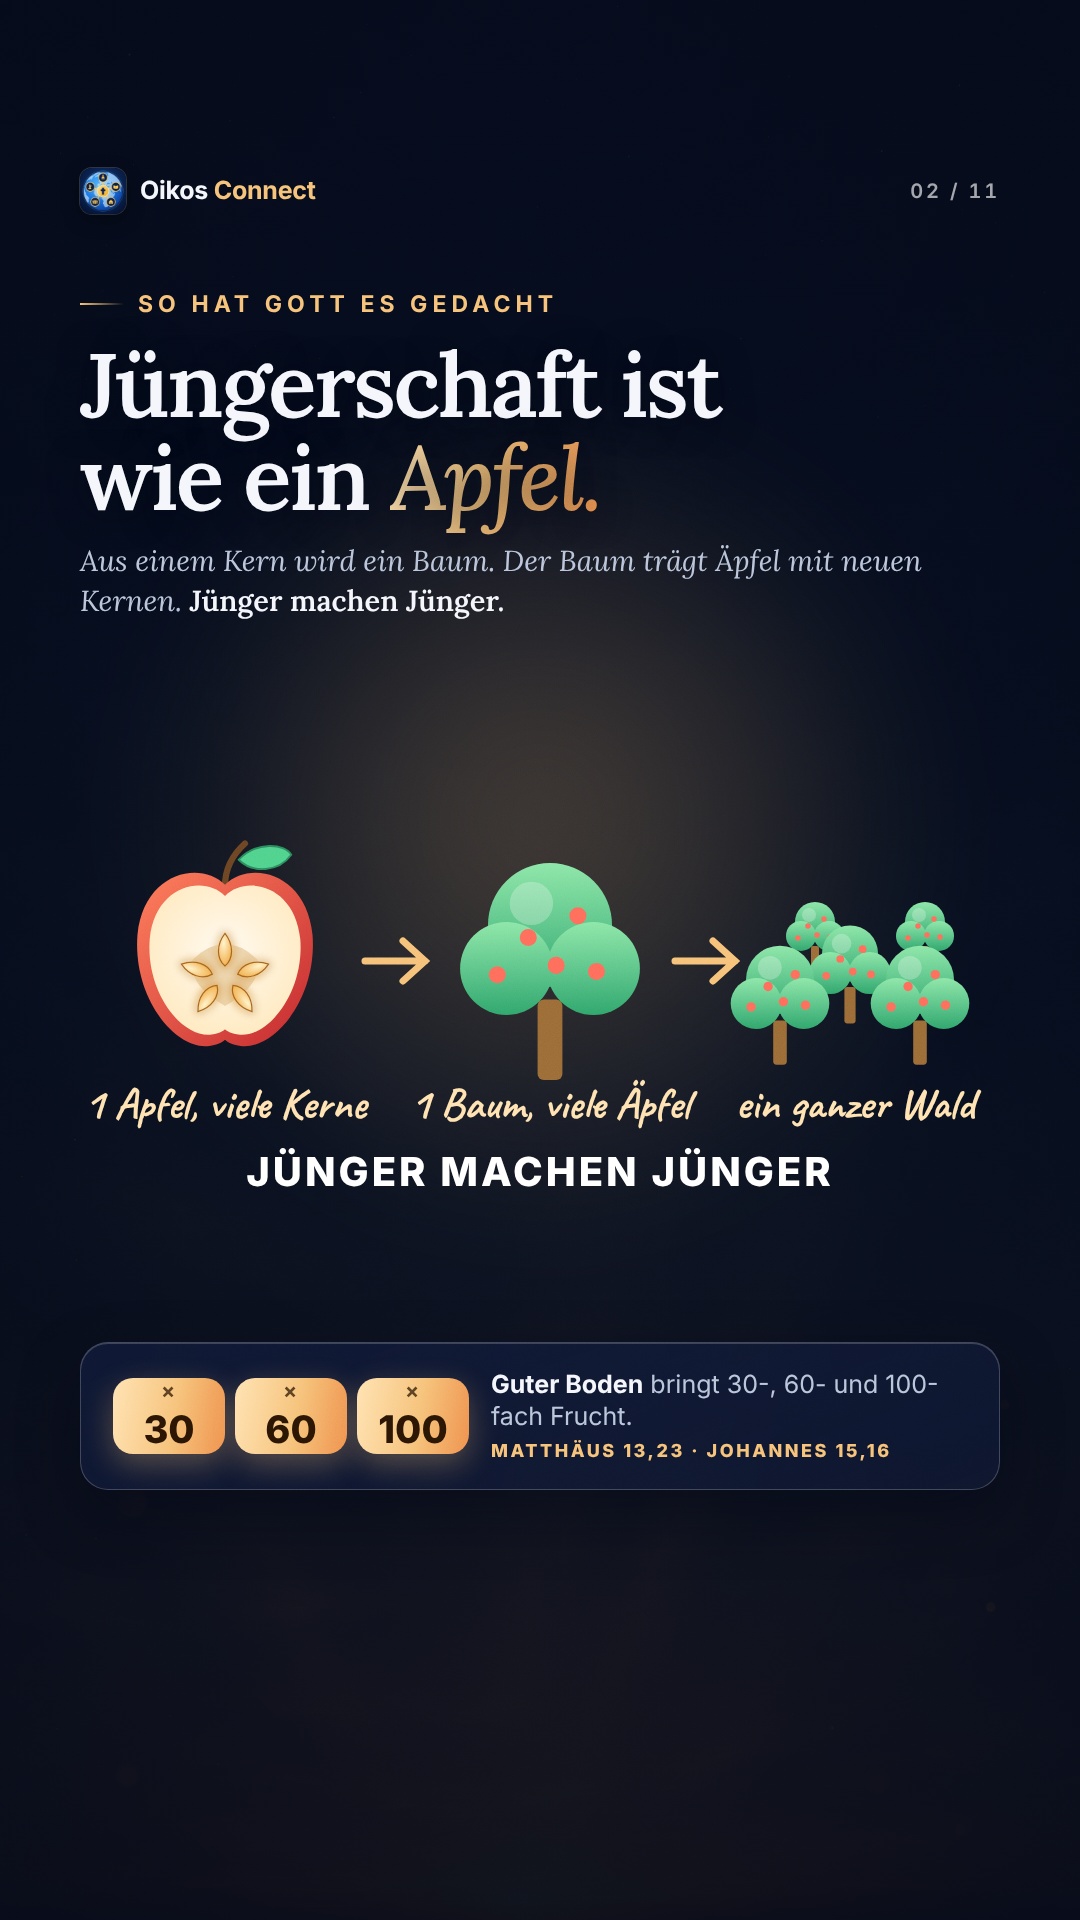 Oikos Connect
02 / 11
SO HAT GOTT ES GEDACHT
Jüngerschaft ist
wie ein Apfel.
Aus einem Kern wird ein Baum. Der Baum trägt Äpfel mit neuen
Kernen. Jünger machen Jünger.
1 Apfel, viele Kerne
1 Baum, viele Äpfel
ein ganzer Wald
JÜNGER MACHEN JÜNGER
×
30
×
60
×
100
Guter Boden bringt 30-, 60- und 100-
fach Frucht.
MATTHÄUS 13,23 · JOHANNES 15,16